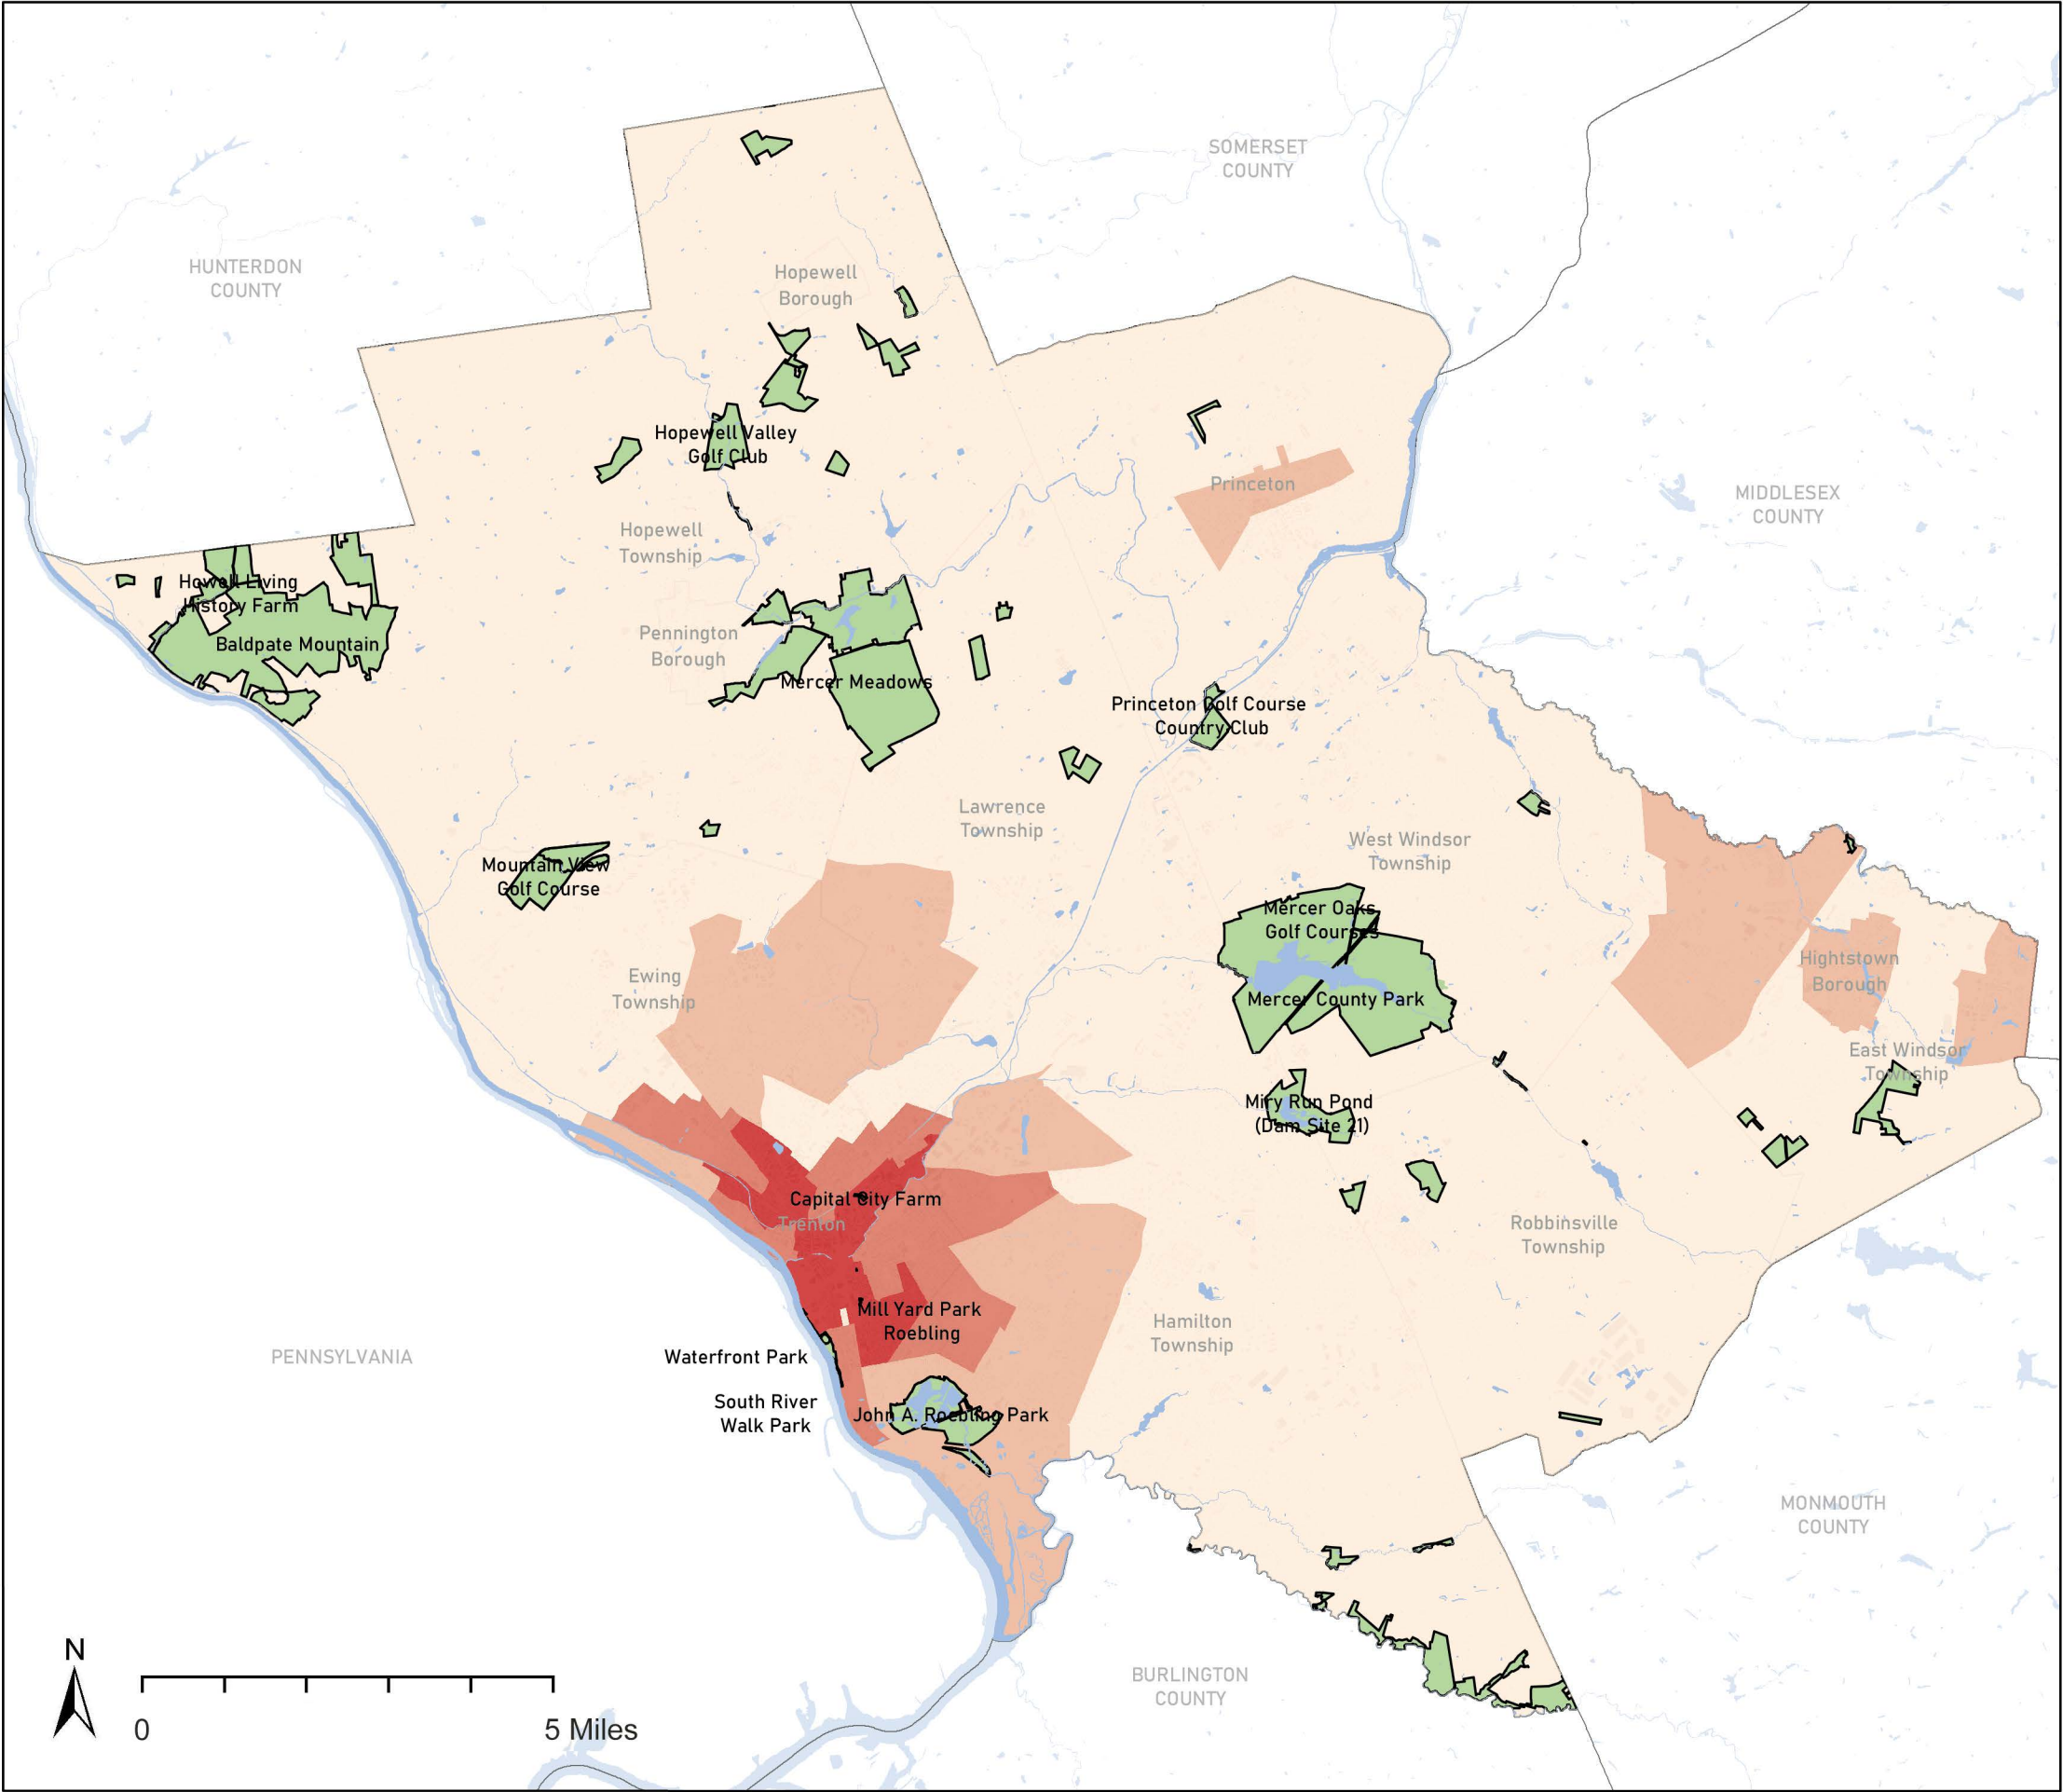 SOMERSET
COUNTY
HUNTERDON
COUNTY
Hopewell
Borough
Hopewell Valley
Golf Club
Princeton
MIDDLESEX
COUNTY
Hopewell
Township
Howell Living
History Farm
Baldpate Mountain
Pennington
Borough
Mercer Meadows
Princeton Golf Course
Country Club
Lawrence
Township
West Windsor
Township
Mountain View
Golf Course
Mercer Oaks
Golf Courses
Ewing
Township
Hightstown
Borough
Mercer County Park
East Windsor
Township
Miry Run Pond
(Dam Site 21)
Capital City Farm
Trenton
Robbinsville
Township
Mill Yard Park
Roebling
Hamilton
Township
PENNSYLVANIA
Waterfront Park
South River
Walk Park
John A. Roebling Park
MONMOUTH
COUNTY
BURLINGTON
COUNTY
N
0
5 Miles